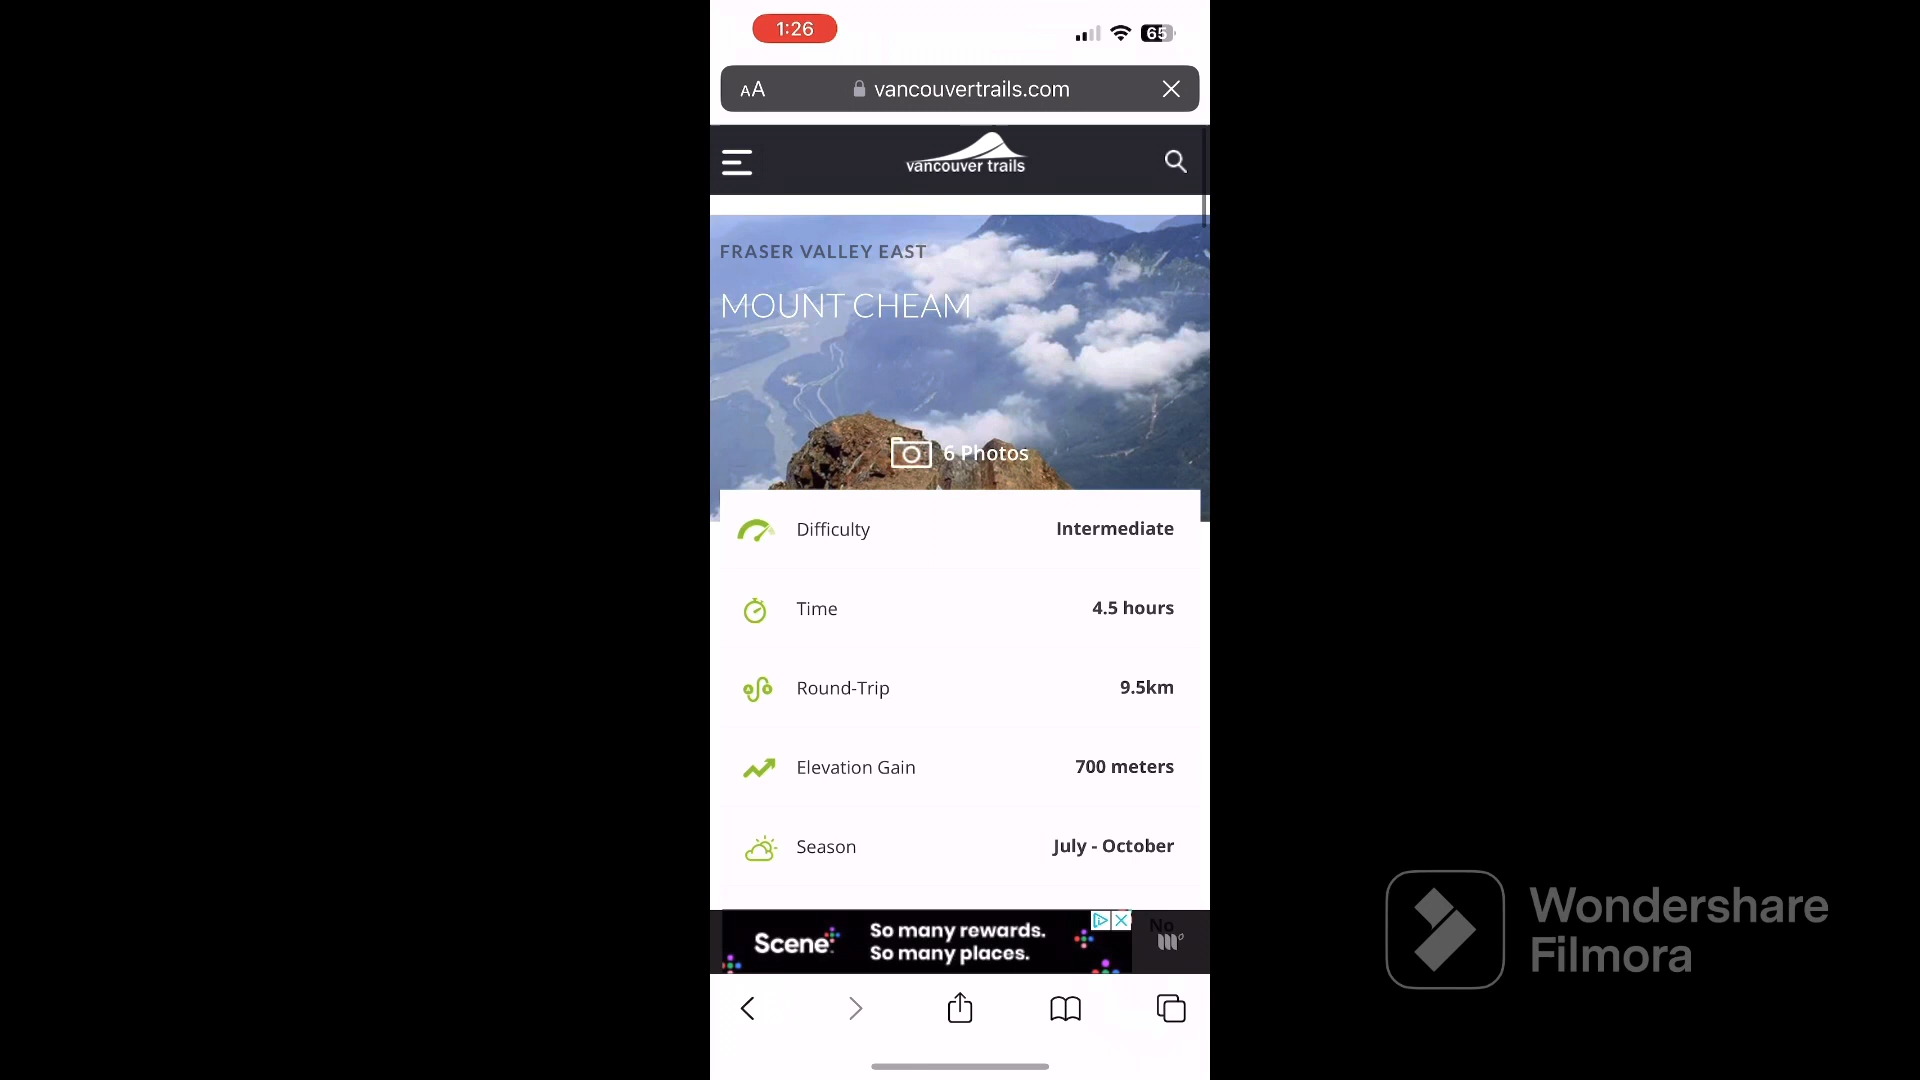 1:26
65
AA
vancouvertrails.com
vancouver trails
FRASER VALLEY EAST
MOUNT CHEAM
6 Photos
Difficulty Intermediate
Time 4.5 hours
Round-Trip 9.5km
Elevation Gain 700 meters
Season July - October
No
Scene+
So many rewards.
So many places.
Wondershare
Filmora